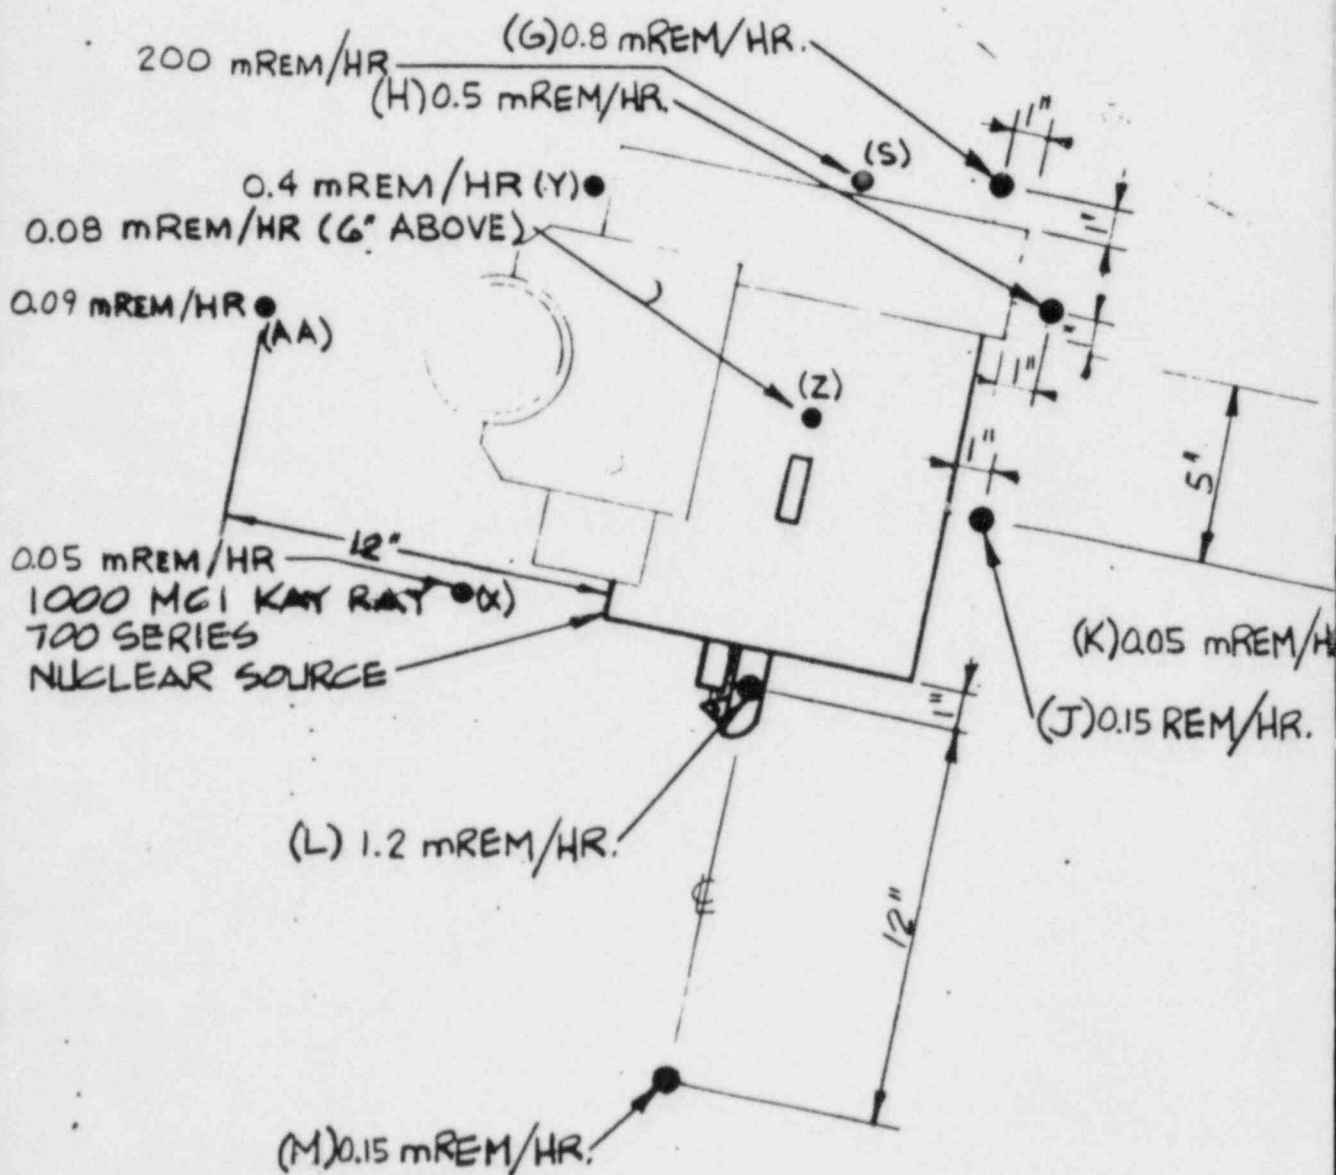 (G)0.8 mREM/HR.
200 mREM/HR
(H)0.5 mREM/HR.
1"
(S)
0.4 mREM/HR (Y)
1"
0.08 mREM/HR (6" ABOVE)
0.09 mREM/HR
(AA)
1"
1"
(Z)
1"
5"
12"
0.05 mREM/HR
1000 MCI KAY RAY (X)
700 SERIES
NUCLEAR SOURCE
(K)0.05 mREM/H
1"
(J)0.15 REM/HR.
(L) 1.2 mREM/HR.
12"
(M)0.15 mREM/HR.